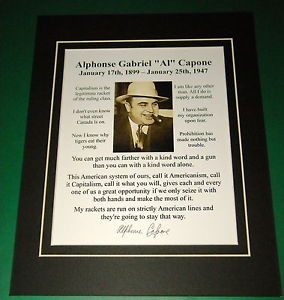 Alphonse Gabriel "Al" Capone
January 17th, 1899 – January 25th, 1947
Capitalism is the
legitimate racket
of the ruling class.
I don't even know
what street
Canada is on.
Now I know why
tigers eat their
young.
I am like any other
man. All I do is
supply a demand.
I have built
my organization
upon fear.
Prohibition has
made nothing but
trouble.
You can get much farther with a kind word and a gun
than you can with a kind word alone.
This American system of ours, call it Americanism, call
it Capitalism, call it what you will, gives each and every
one of us a great opportunity if we only seize it with
both hands and make the most of it.
My rackets are run on strictly American lines and
they're going to stay that way.
Alphonse Capone